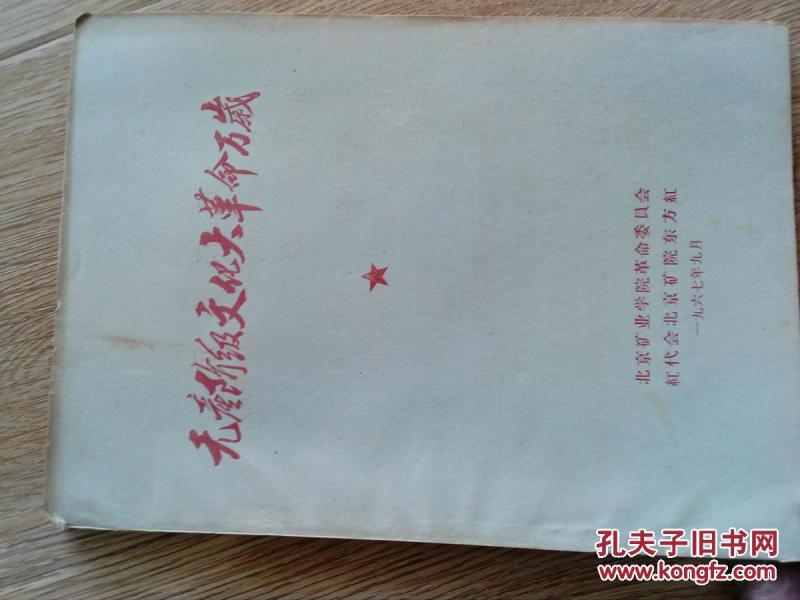 无产阶级文化大革命万岁
北京矿业学院革命委員会
紅代会北京矿院东方紅
一九六七年九月
孔夫子旧书网
www.kongfz.com